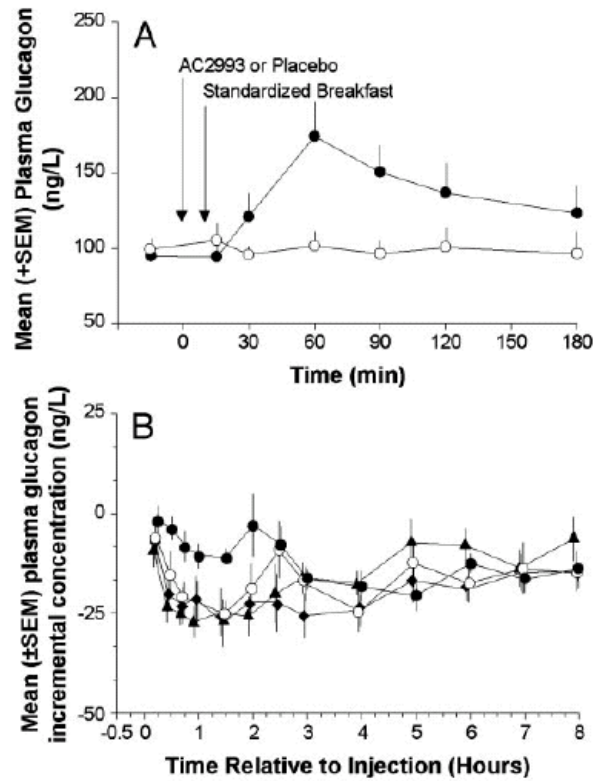 A
250
200
150
100
50
Mean (+SEM) Plasma Glucagon
(ng/L)
AC2993 or Placebo
Standardized Breakfast
0 30 60 90 120 150 180
Time (min)
B
25
0
-25
-50
Mean (±SEM) plasma glucagon
incremental concentration (ng/L)
-0.5 0 1 2 3 4 5 6 7 8
Time Relative to Injection (Hours)